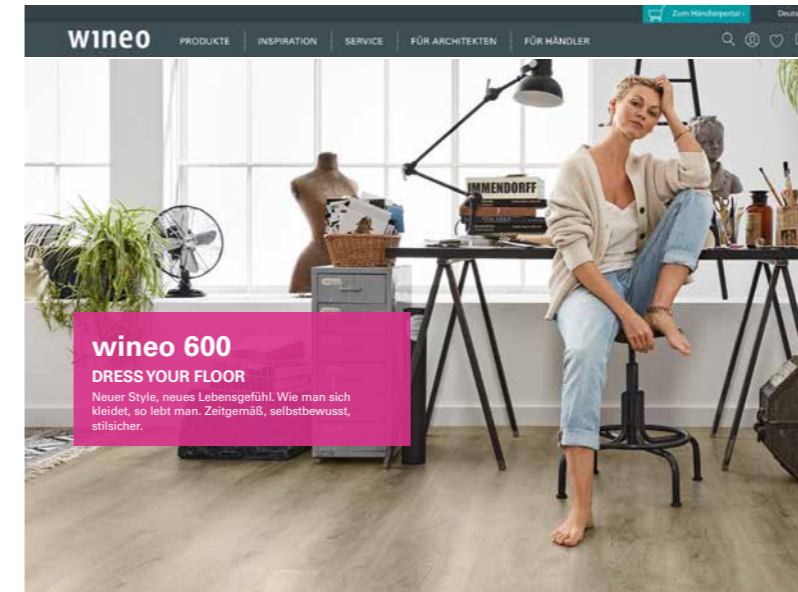 Zum Händlerportal ›
wineo
PRODUKTE
INSPIRATION
SERVICE
FÜR ARCHITEKTEN
FÜR HÄNDLER
IMMENDORFF
wineo 600
DRESS YOUR FLOOR
Neuer Style, neues Lebensgefühl. Wie man sich
kleidet, so lebt man. Zeitgemäß, selbstbewusst,
stilsicher.